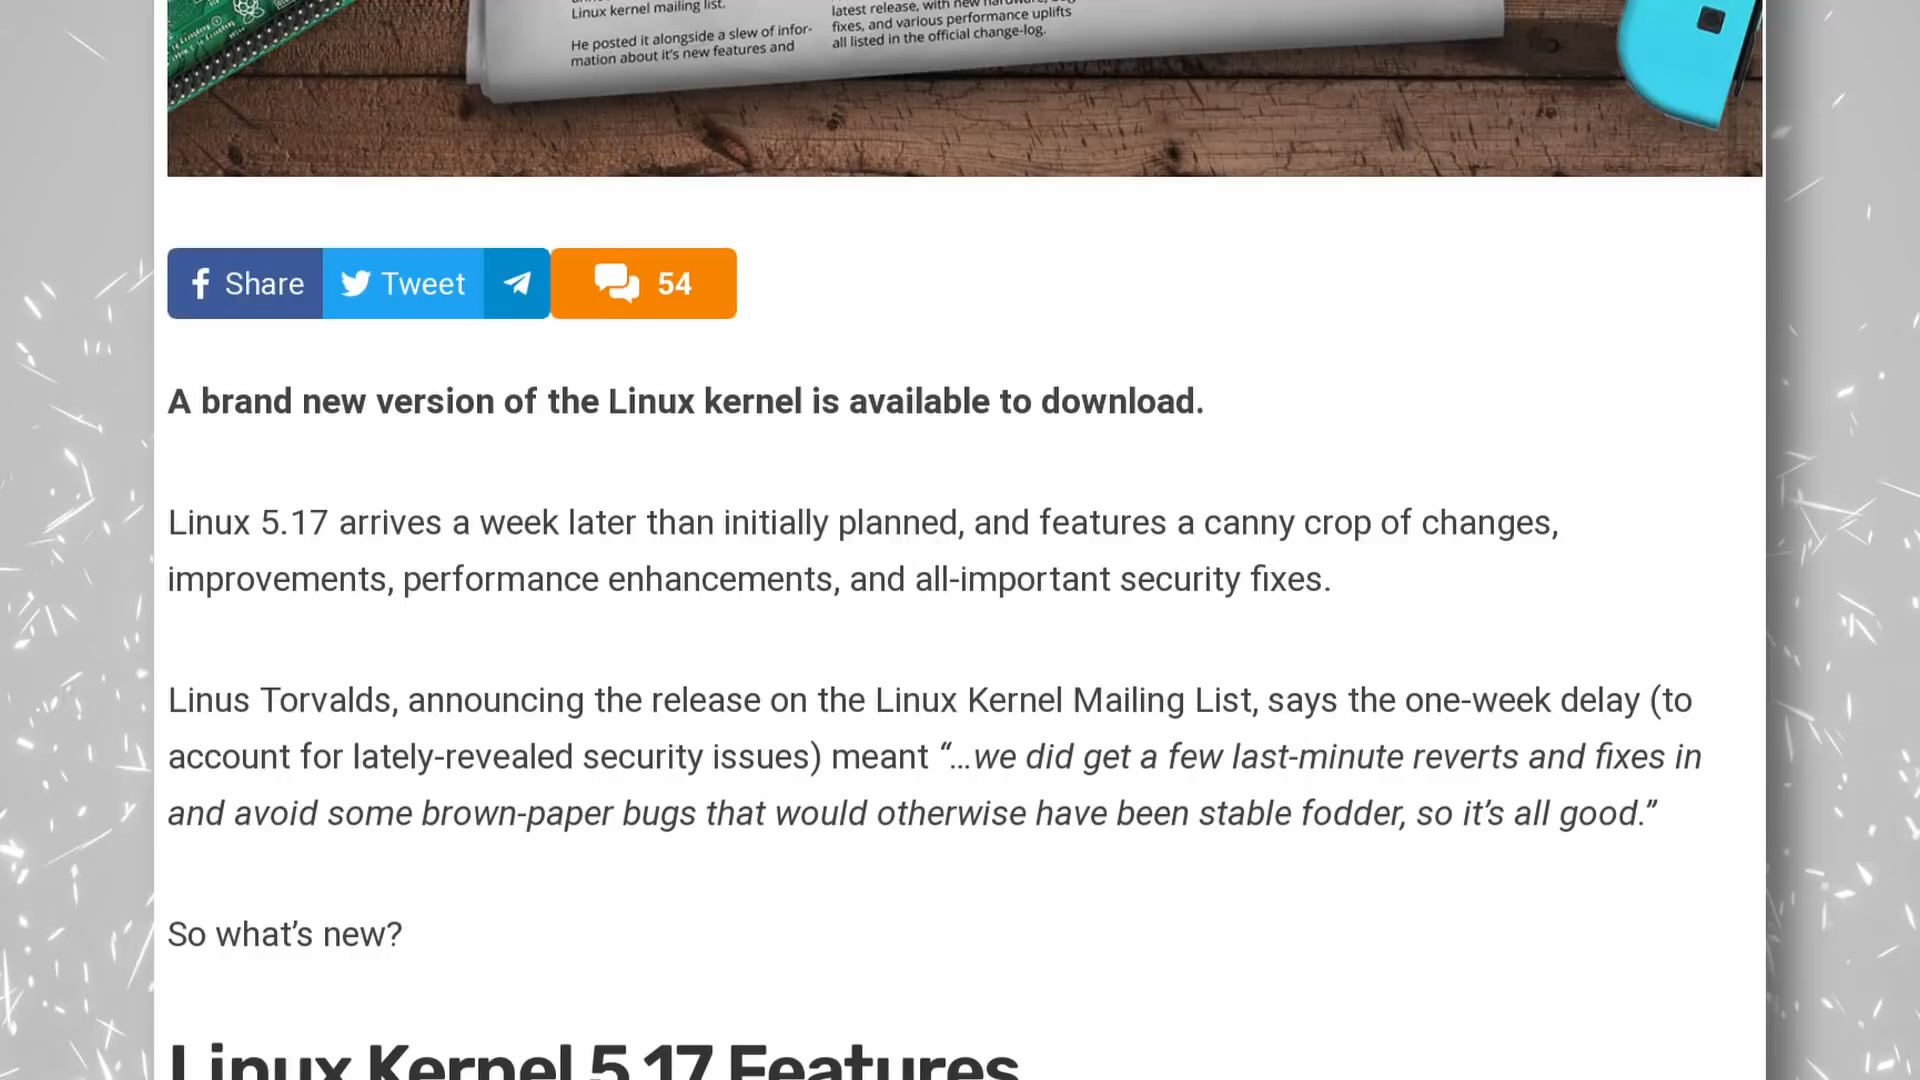 Linux kernel mailing list.
He posted it alongside a slew of infor-
mation about it's new features and
latest release, with new hardware, bug
fixes, and various performance uplifts
all listed in the official change-log.
Share Tweet 54
A brand new version of the Linux kernel is available to download.
Linux 5.17 arrives a week later than initially planned, and features a canny crop of changes,
improvements, performance enhancements, and all-important security fixes.
Linus Torvalds, announcing the release on the Linux Kernel Mailing List, says the one-week delay (to
account for lately-revealed security issues) meant “…we did get a few last-minute reverts and fixes in
and avoid some brown-paper bugs that would otherwise have been stable fodder, so it’s all good.”
So what’s new?
Linux Kernel 5.17 Features